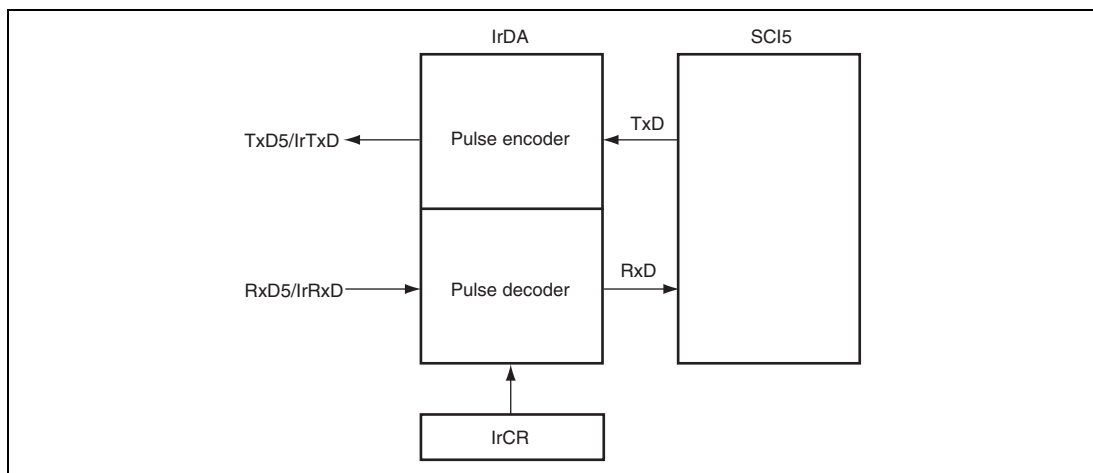 IrDA
SCI5
TxD5/IrTxD
Pulse encoder
TxD
RxD5/IrRxD
Pulse decoder
RxD
IrCR